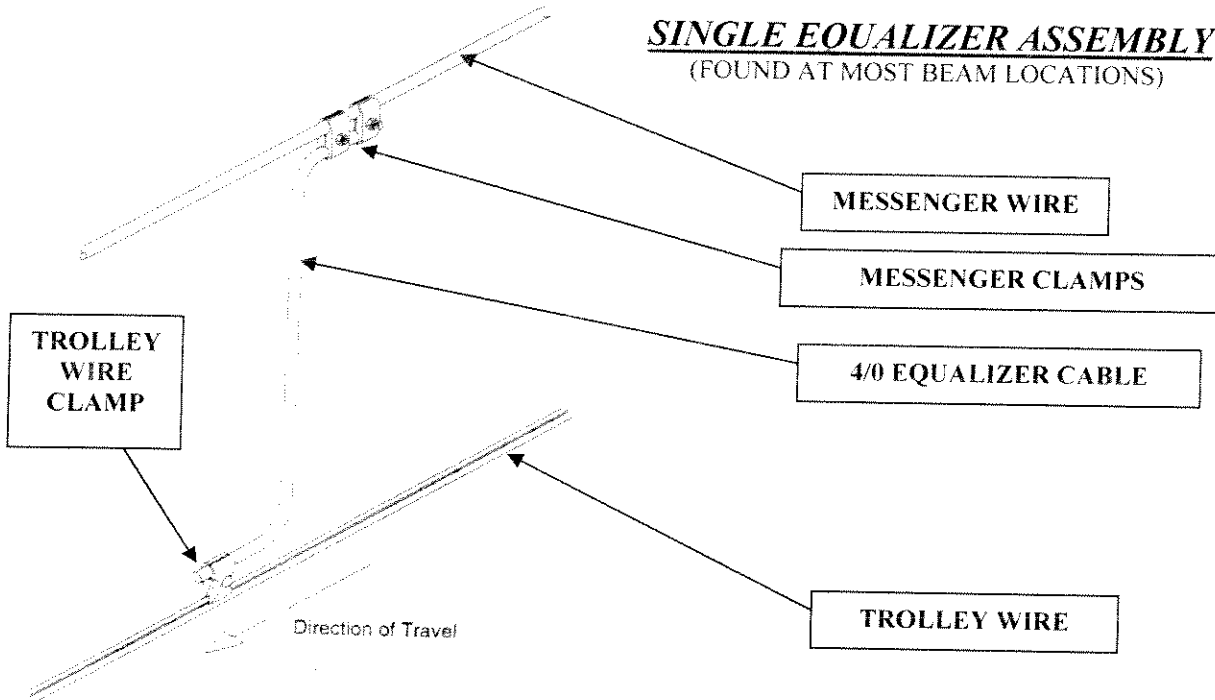 SINGLE EQUALIZER ASSEMBLY
(FOUND AT MOST BEAM LOCATIONS)
MESSENGER WIRE
MESSENGER CLAMPS
TROLLEY
WIRE
CLAMP
4/0 EQUALIZER CABLE
Direction of Travel
TROLLEY WIRE